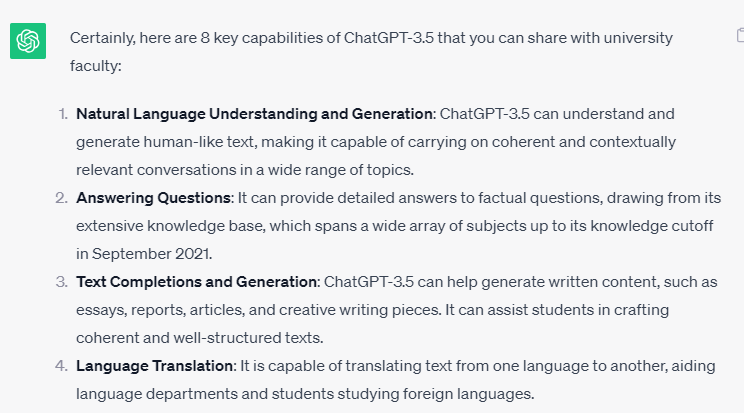 Certainly, here are 8 key capabilities of ChatGPT-3.5 that you can share with university
faculty:
1. Natural Language Understanding and Generation: ChatGPT-3.5 can understand and
generate human-like text, making it capable of carrying on coherent and contextually
relevant conversations in a wide range of topics.
2. Answering Questions: It can provide detailed answers to factual questions, drawing from its
extensive knowledge base, which spans a wide array of subjects up to its knowledge cutoff
in September 2021.
3. Text Completions and Generation: ChatGPT-3.5 can help generate written content, such as
essays, reports, articles, and creative writing pieces. It can assist students in crafting
coherent and well-structured texts.
4. Language Translation: It is capable of translating text from one language to another, aiding
language departments and students studying foreign languages.